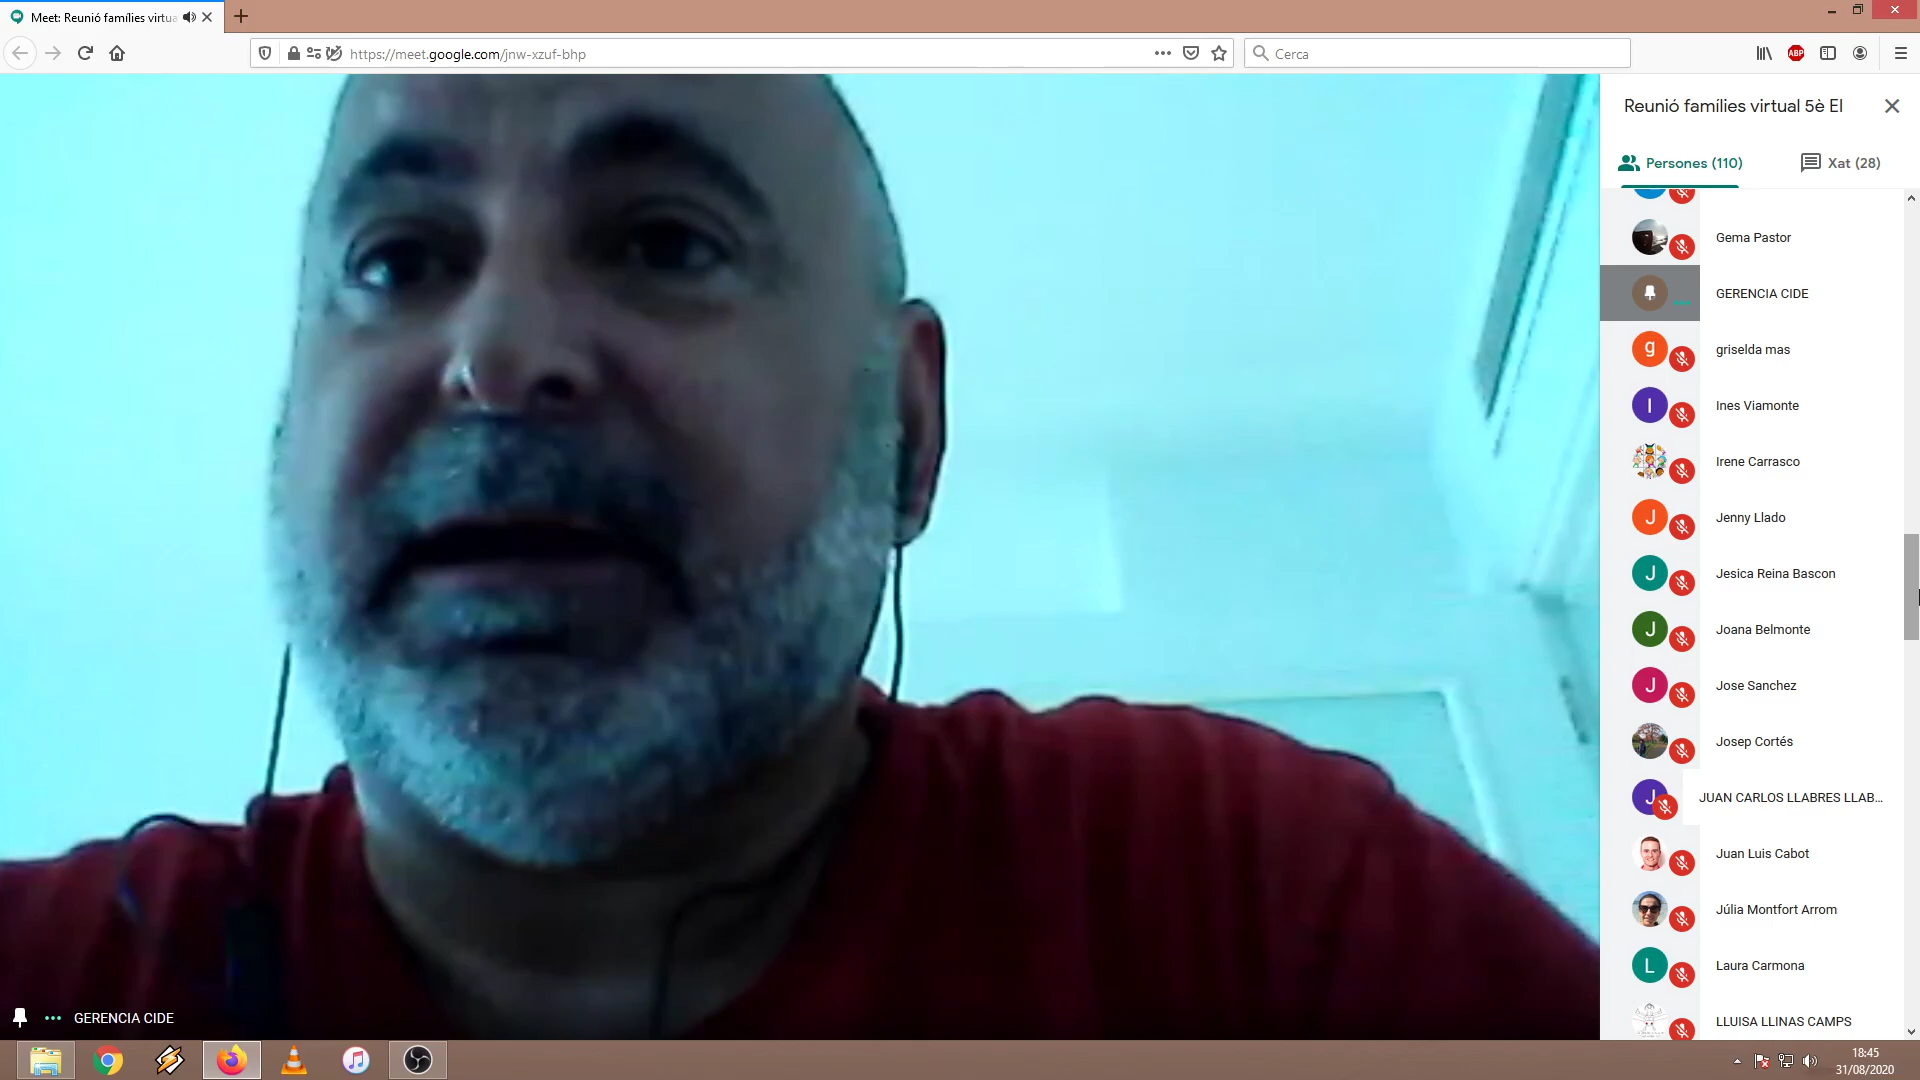 Meet: Reunió famílies virtua
https://meet.google.com/jnw-xzuf-bhp
Cerca
ABP
Reunió famílies virtual 5è EI
Persones (110)
Xat (28)
Gema Pastor
GERENCIA CIDE
g
griselda mas
I
Ines Viamonte
Irene Carrasco
J
Jenny Llado
J
Jesica Reina Bascon
J
Joana Belmonte
J
Jose Sanchez
Josep Cortés
J
JUAN CARLOS LLABRES LLAB...
Juan Luis Cabot
Júlia Montfort Arrom
L
Laura Carmona
LLUISA LLINAS CAMPS
GERENCIA CIDE
18:45
31/08/2020